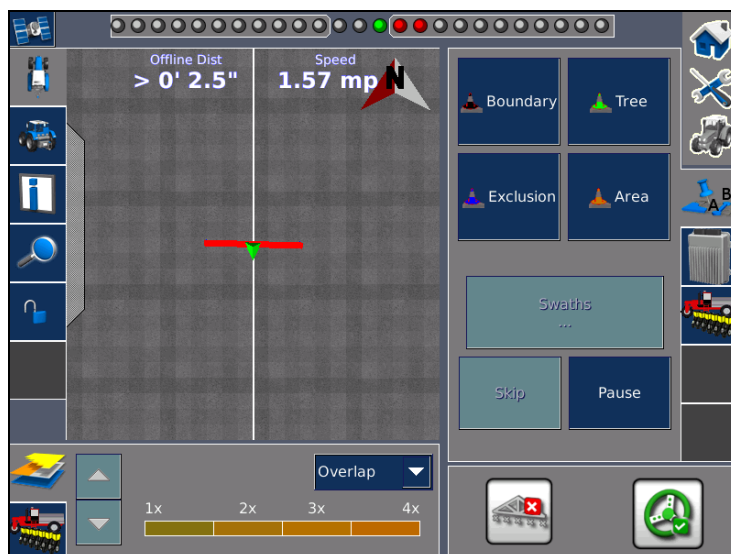 Offline Dist
> 0' 2.5"
Speed
1.57 mp
N
Boundary
Tree
Exclusion
Area
A B
Swaths
...
Skip
Pause
Overlap
1x 2x 3x 4x